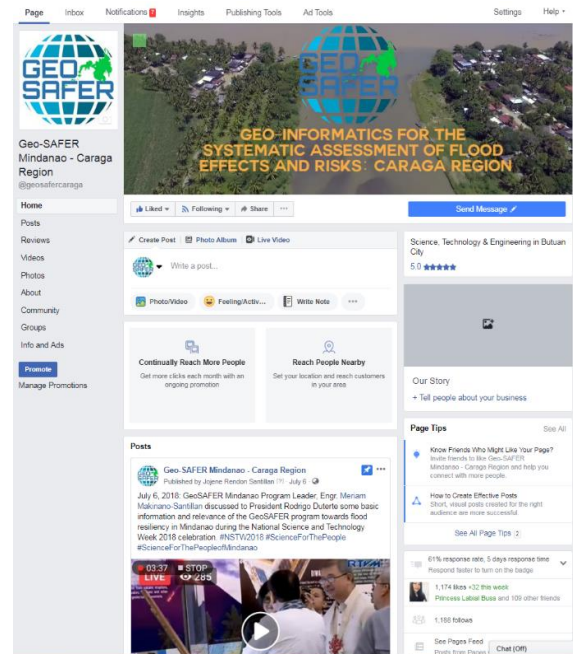 Page Inbox Notifications 7 Insights Publishing Tools Ad Tools Settings Help
GEO
SAFER
GEO
SAFER
GEO-INFORMATICS FOR THE
SYSTEMATIC ASSESSMENT OF FLOOD
EFFECTS AND RISKS: CARAGA REGION
Geo-SAFER
Mindanao - Caraga
Region
@geosafercaraga
Home
Posts
Reviews
Videos
Photos
About
Community
Groups
Info and Ads
Promote
Manage Promotions
Liked Following Share ...
Send Message
Create Post Photo Album Live Video
Write a post...
Photo/Video Feeling/Activ... Write Note ...
Continually Reach More People
Get more clicks each month with an
ongoing promotion
Reach People Nearby
Set your location and reach customers
in your area
Posts
Geo-SAFER Mindanao - Caraga Region
Published by Jojene Rendon Santillan [?] · July 6 ·
July 6, 2018: GeoSAFER Mindanao Program Leader, Engr. Meriam
Makinano-Santillan discussed to President Rodrigo Duterte some basic
information and relevance of the GeoSAFER program towards flood
resiliency in Mindanao during the National Science and Technology
Week 2018 celebration. #NSTW2018 #ScienceForThePeople
#ScienceForThePeopleofMindanao
03:37 STOP
LIVE 285
RTVM
Science, Technology & Engineering in Butuan
City
5.0 ★★★★★
Our Story
+ Tell people about your business
Page Tips See All
Know Friends Who Might Like Your Page?
Invite friends to like Geo-SAFER
Mindanao - Caraga Region and help you
connect with more people.
How to Create Effective Posts
Short, visual posts created for the right
audience are more successful.
See All Page Tips
61% response rate, 5 days response time
Respond faster to turn on the badge
1,174 likes +32 this week
Princess Labial Buss and 109 other friends
1,186 follows
See Pages Feed
Posts from Pages
Chat (Off)